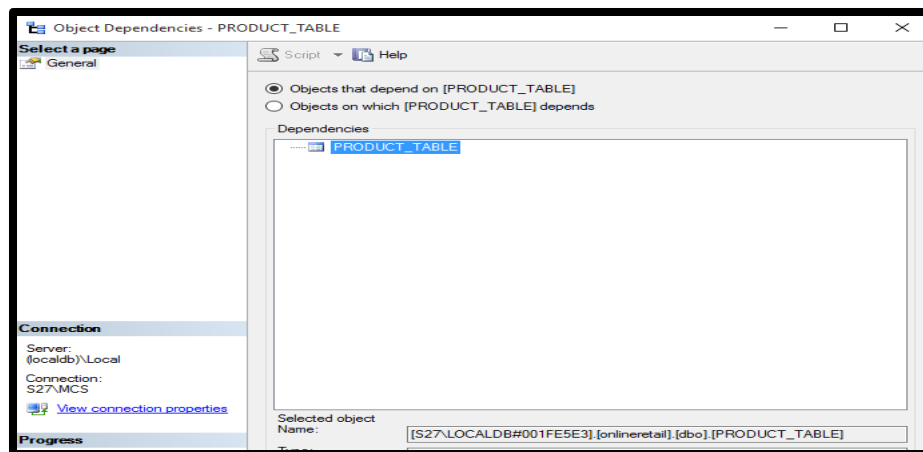 Object Dependencies - PRODUCT_TABLE
Select a page
General
Script Help
Objects that depend on [PRODUCT_TABLE]
Objects on which [PRODUCT_TABLE] depends
Dependencies
PRODUCT_TABLE
Connection
Server:
(localdb)\Local
Connection:
S27\MCS
View connection properties
Progress
Selected object
Name:
[S27\LOCALDB#001FE5E3].[onlineretail].[dbo].[PRODUCT_TABLE]